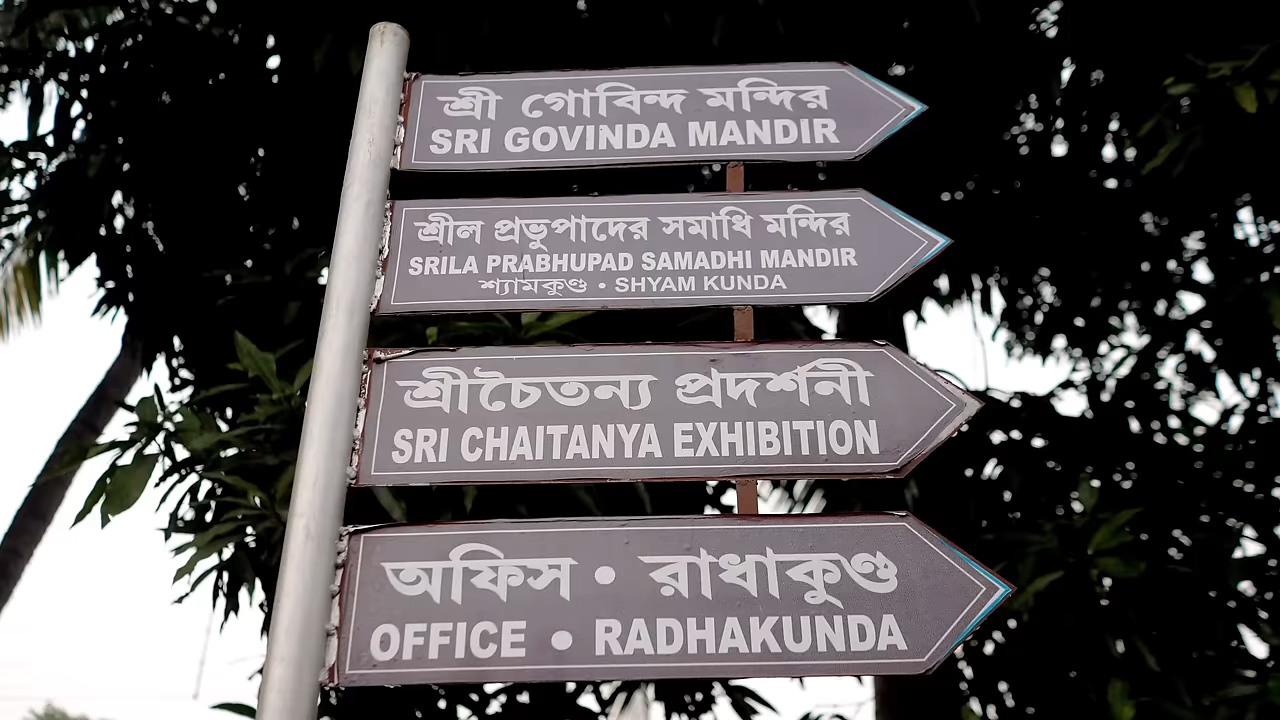 শ্রী গোবিন্দ মন্দির
SRI GOVINDA MANDIR
শ্রীল প্রভুপাদের সমাধি মন্দির
SRILA PRABHUPAD SAMADHI MANDIR
শ্যামকুণ্ড • SHYAM KUNDA
শ্রীচৈতন্য প্রদর্শনী
SRI CHAITANYA EXHIBITION
অফিস • রাধাকুণ্ড
OFFICE • RADHAKUNDA